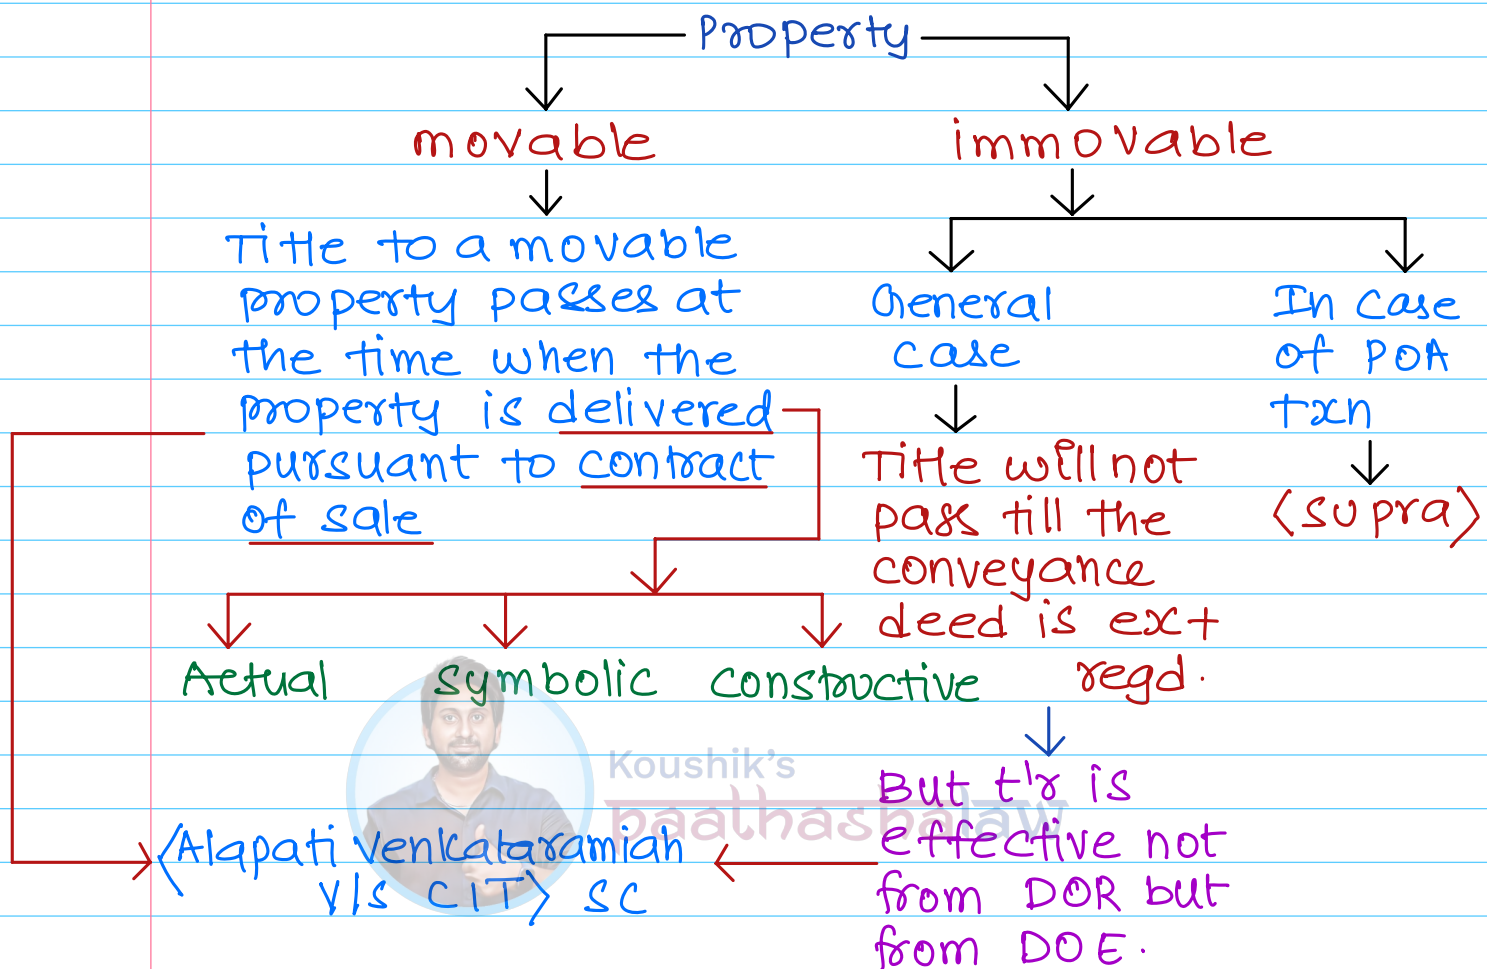 Property
movable
immovable
Title to a movable
property passes at
the time when the
property is delivered
pursuant to contract
of sale
General
case
In case
of POA
txn
Title will not
pass till the
conveyance
deed is ex +
regd.
<supra>
Actual
symbolic
constructive
Koushik's
paathashalaw
But t'r is
effective not
from DOR but
from DOE.
<Alapati Venkataramiah
v/s CIT> SC